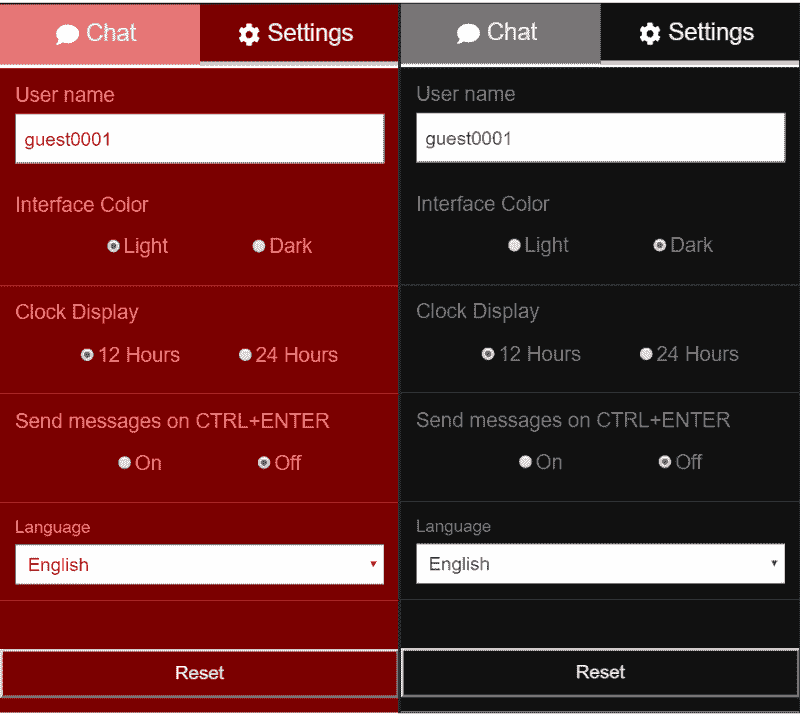 Chat Settings
User name
guest0001
Interface Color
Light Dark
Clock Display
12 Hours 24 Hours
Send messages on CTRL+ENTER
On Off
Language
English
Reset
Chat Settings
User name
guest0001
Interface Color
Light Dark
Clock Display
12 Hours 24 Hours
Send messages on CTRL+ENTER
On Off
Language
English
Reset